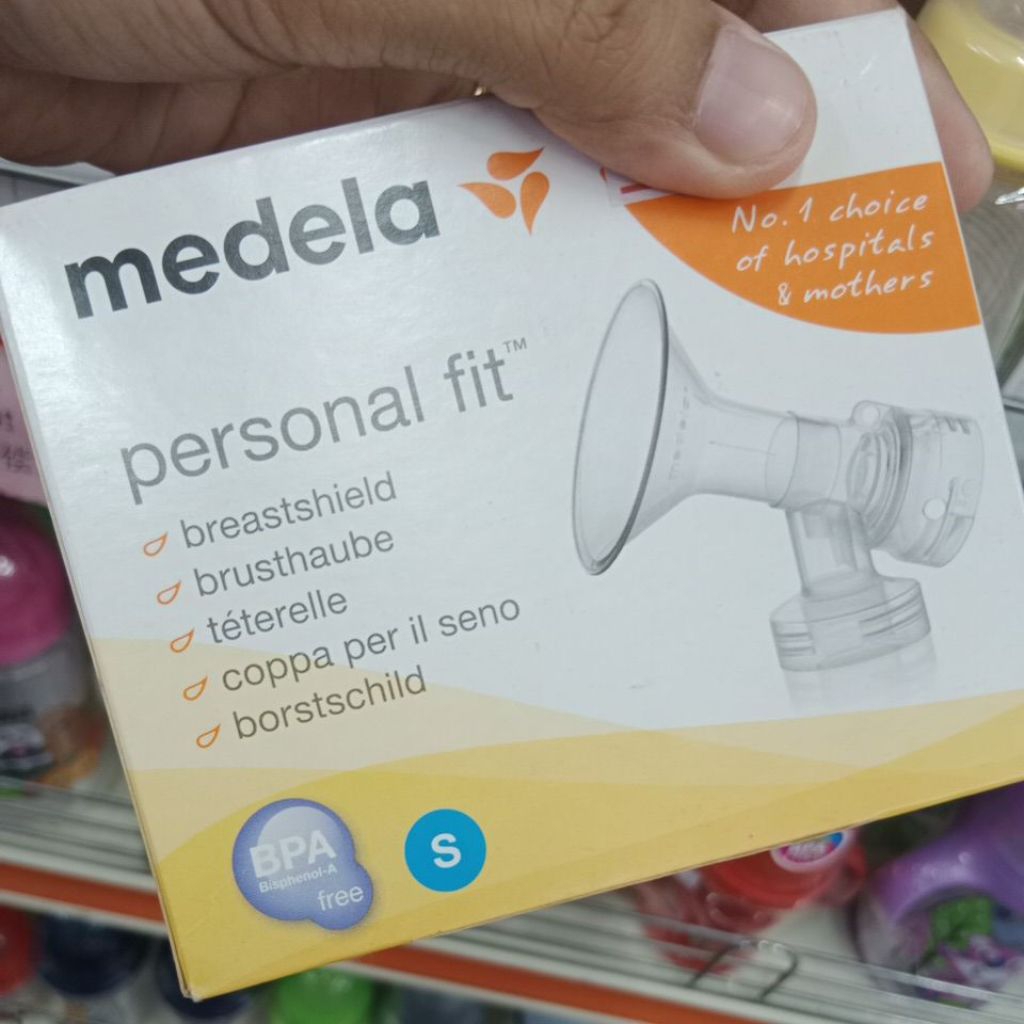 medela
No. 1 choice
of hospitals
& mothers
personal fit™
breastshield
brusthaube
téterelle
coppa per il seno
borstschild
BPA
Bisphenol-A
free
S